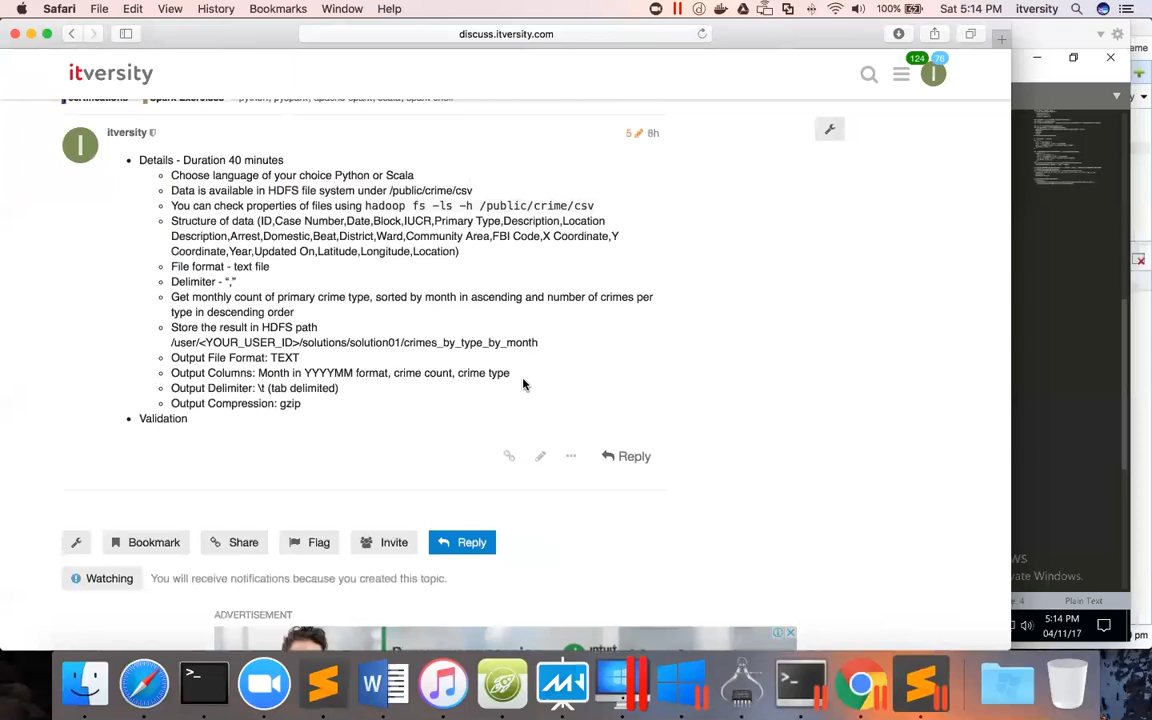 Safari File Edit View History Bookmarks Window Help 100% Sat 5:14 PM itversity
discuss.itversity.com
itversity 124 76
itversity 5 8h
• Details - Duration 40 minutes
Choose language of your choice Python or Scala
Data is available in HDFS file system under /public/crime/csv
You can check properties of files using hadoop fs -ls -h /public/crime/csv
Structure of data (ID,Case Number,Date,Block,IUCR,Primary Type,Description,Location
Description,Arrest,Domestic,Beat,District,Ward,Community Area,FBI Code,X Coordinate,Y
Coordinate,Year,Updated On,Latitude,Longitude,Location)
File format - text file
Delimiter - “,”
Get monthly count of primary crime type, sorted by month in ascending and number of crimes per
type in descending order
Store the result in HDFS path
/user/<YOUR_USER_ID>/solutions/solution01/crimes_by_type_by_month
Output File Format: TEXT
Output Columns: Month in YYYYMM format, crime count, crime type
Output Delimiter: \t (tab delimited)
Output Compression: gzip
• Validation
Reply
Bookmark Share Flag Invite Reply
Watching You will receive notifications because you created this topic.
ADVERTISEMENT
vate Windows.
Plain Text
5:14 PM
04/11/17
pm